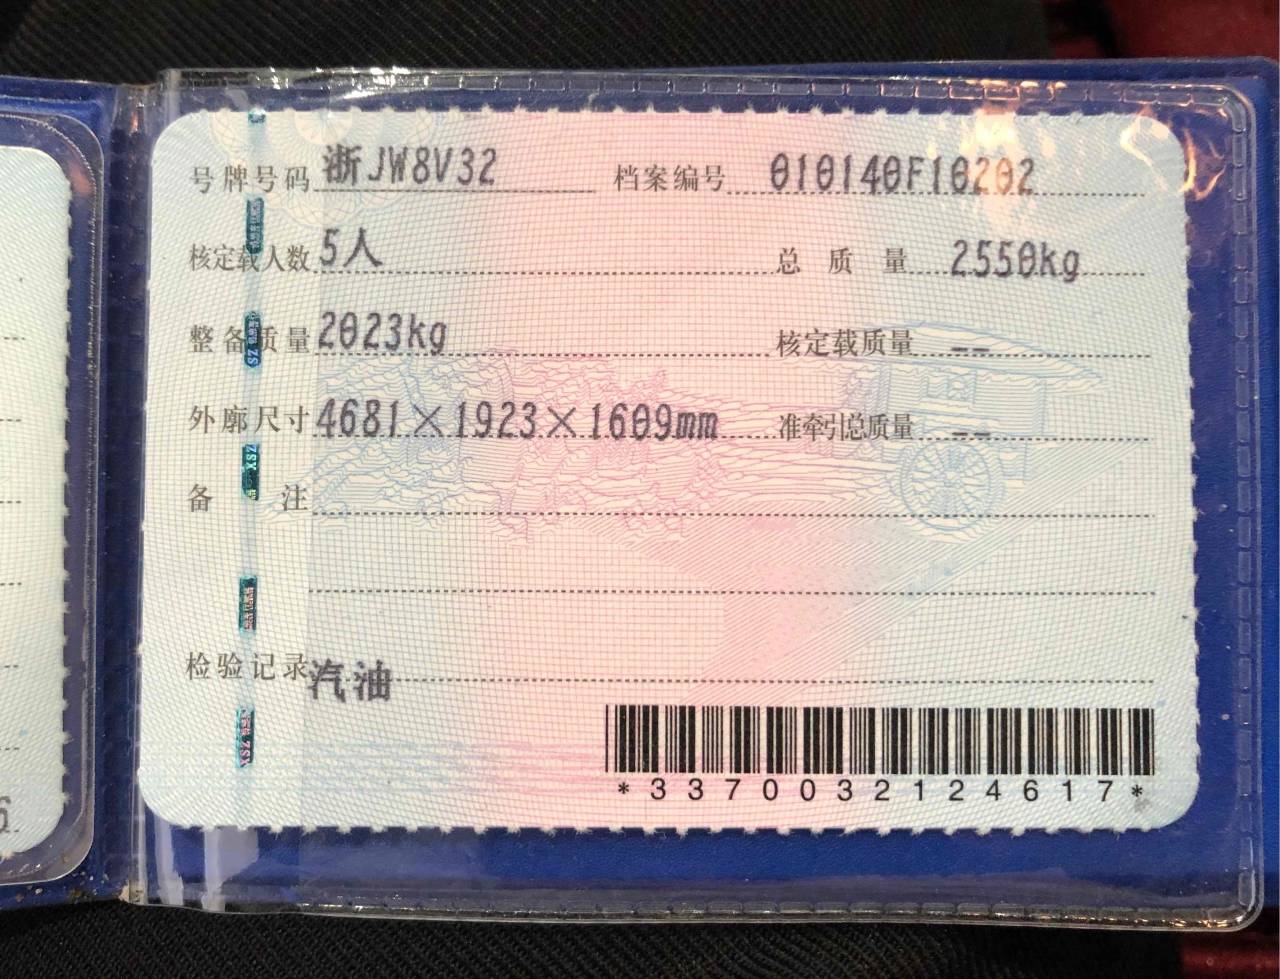 号牌号码 浙JW8V32 档案编号 010140F10202
核定载人数 5人 总质量 2550kg
整备质量 2023kg 核定载质量 --
外廓尺寸 4681×1923×1609mm 准牵引总质量 --
备注
检验记录 汽油
*3370032124617*